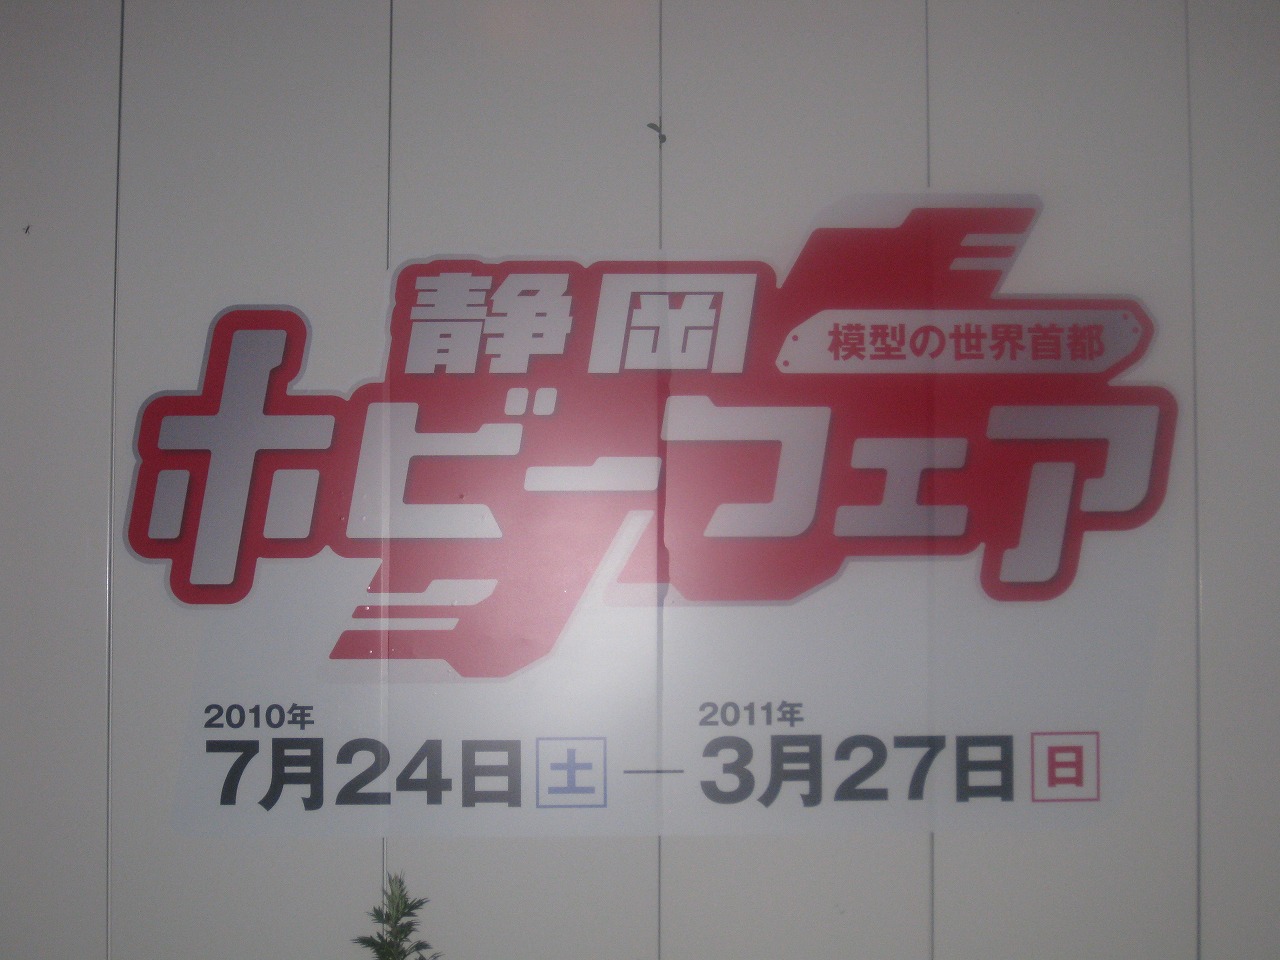 静岡
模型の世界首都
ホビーフェア
2010年
7月24日 土 — 2011年
3月27日 日